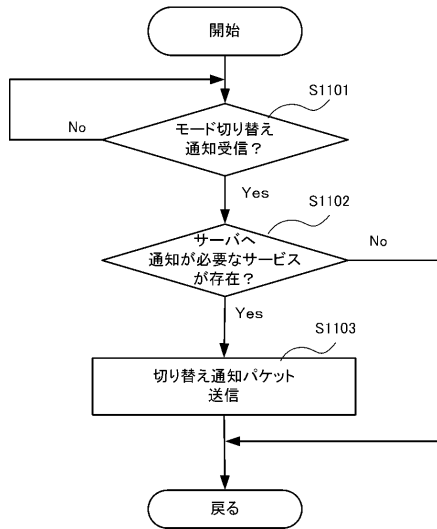 開始
S1101
モード切り替え
通知受信？
No
Yes
S1102
サーバへ
通知が必要なサービス
が存在？
No
Yes
S1103
切り替え通知パケット
送信
戻る